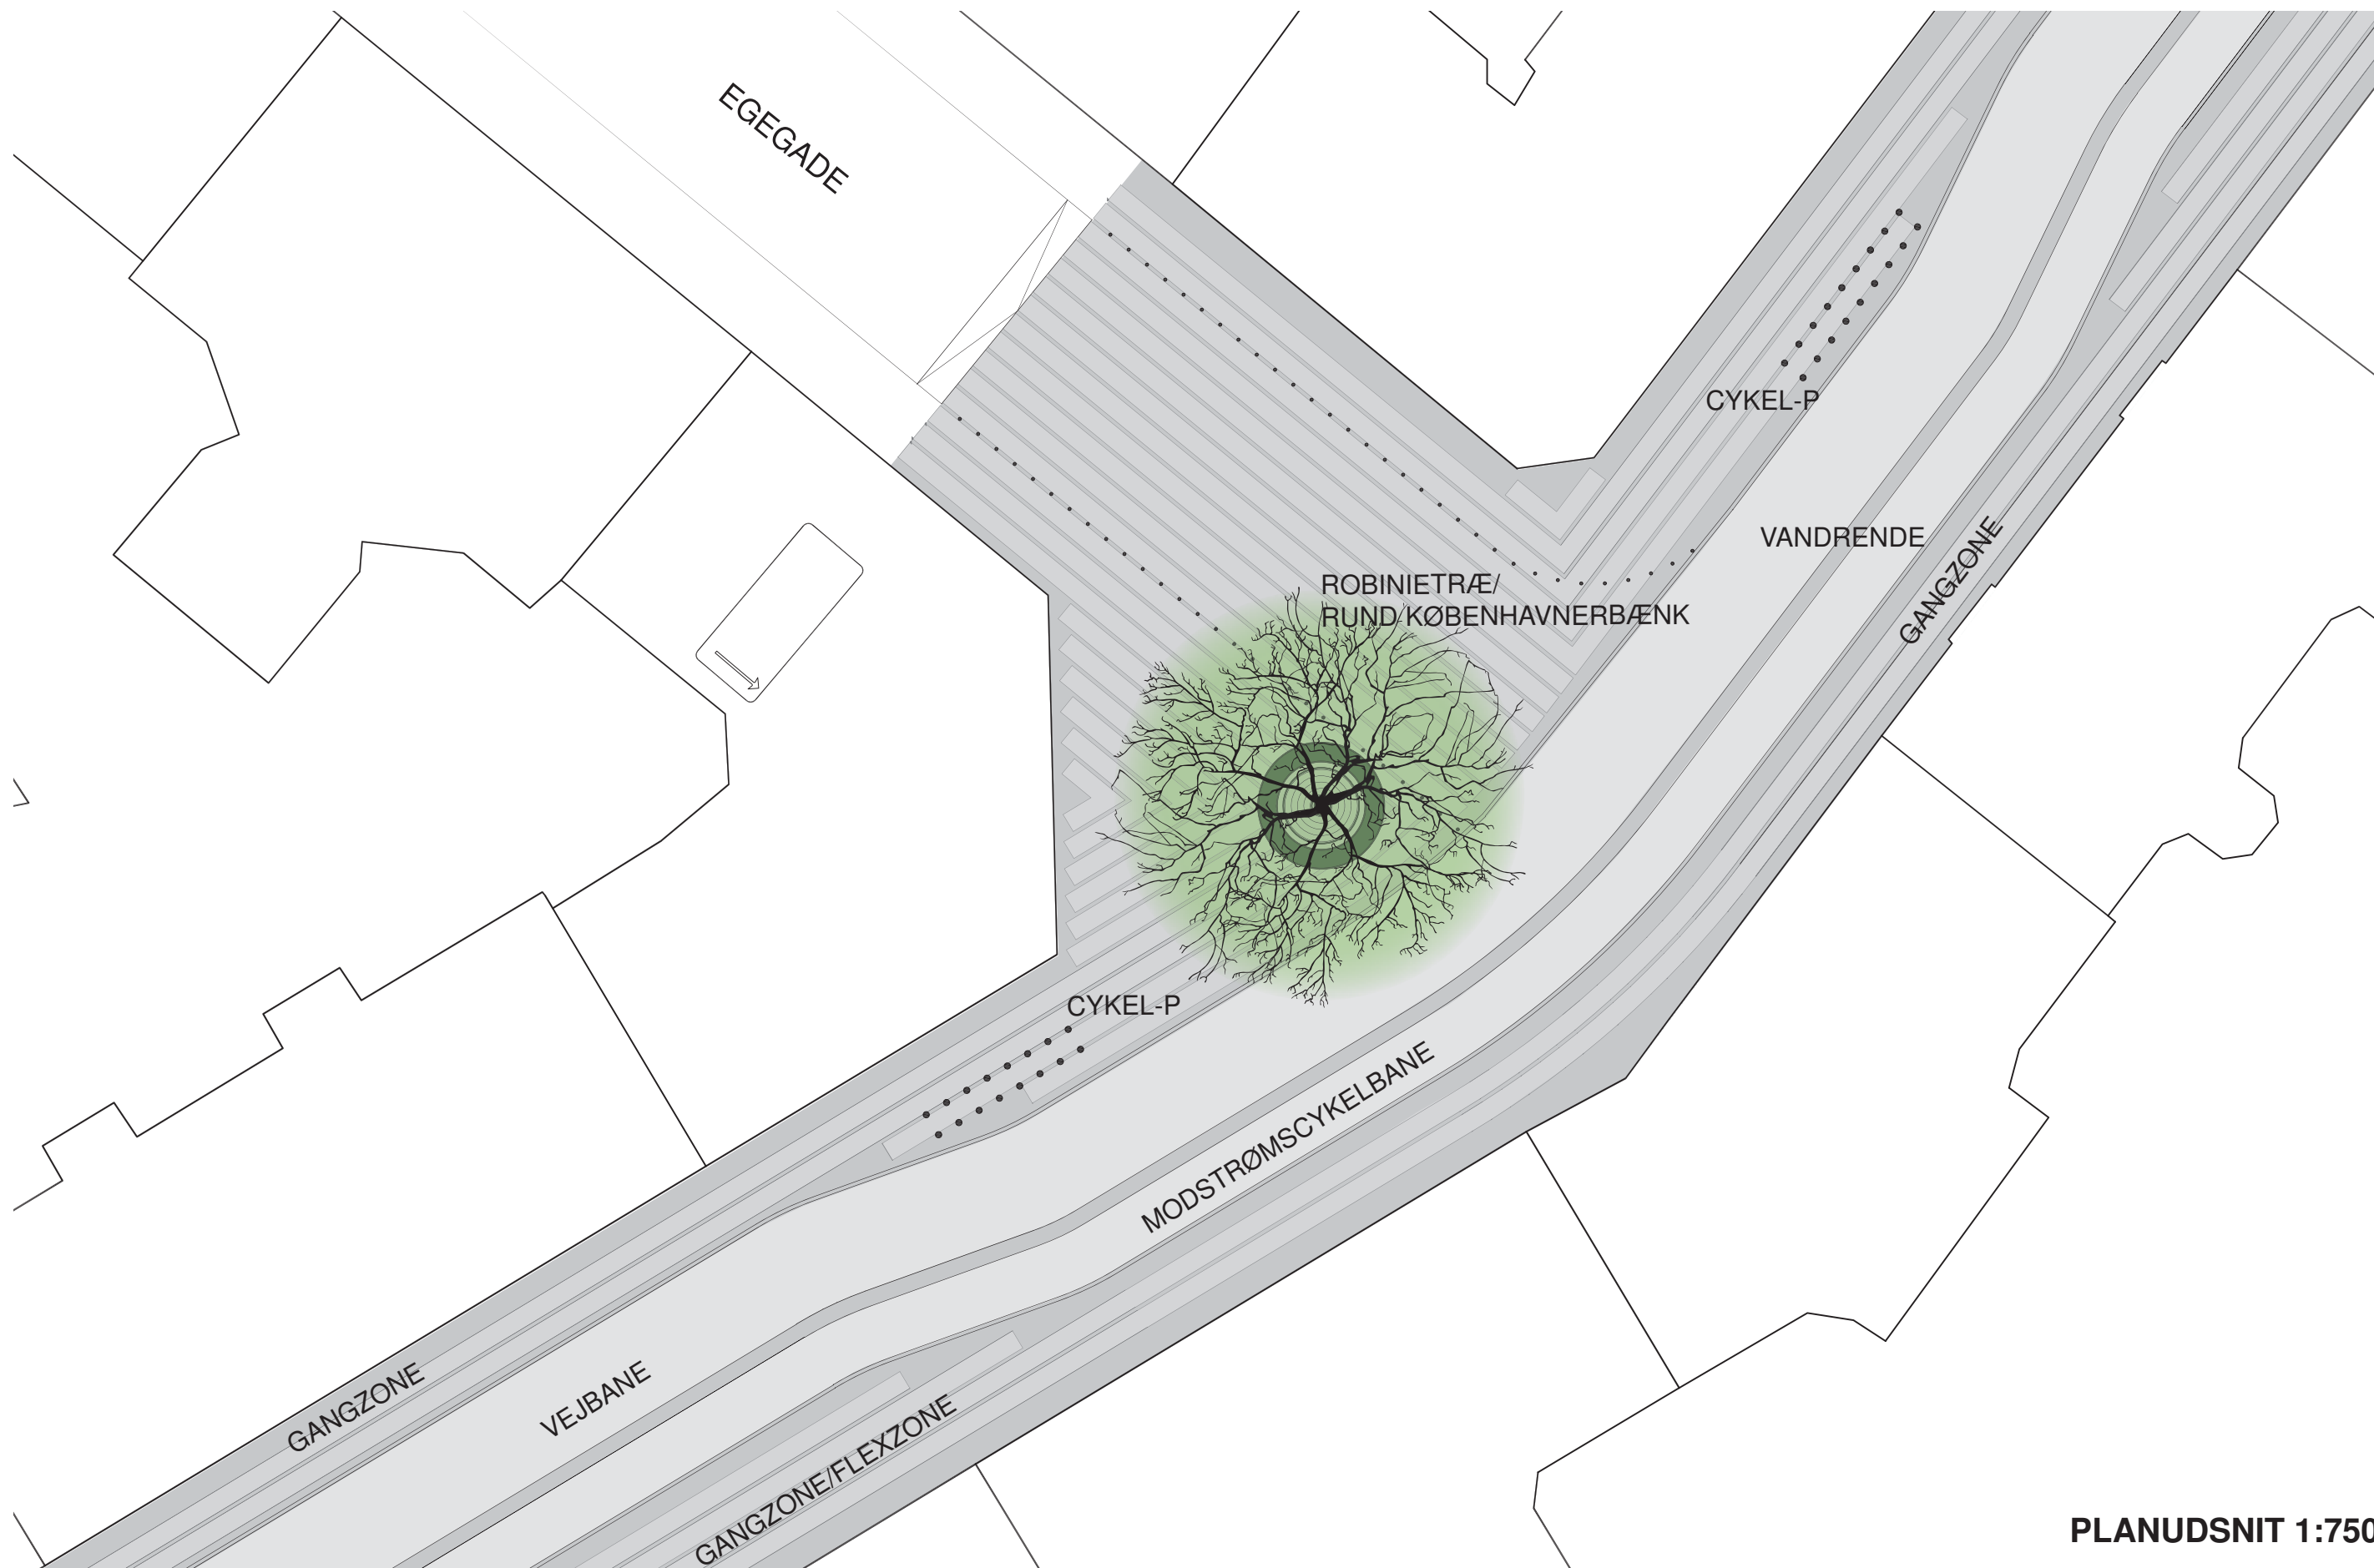 EGEGADE
CYKEL-P
VANDRENDE
GANGZONE
ROBINIETRÆ/
RUND KØBENHAVNERBÆNK
CYKEL-P
MODSTRØMSCYKELBANE
GANGZONE
VEJBANE
GANGZONE/FLEXZONE
PLANUDSNIT 1:750